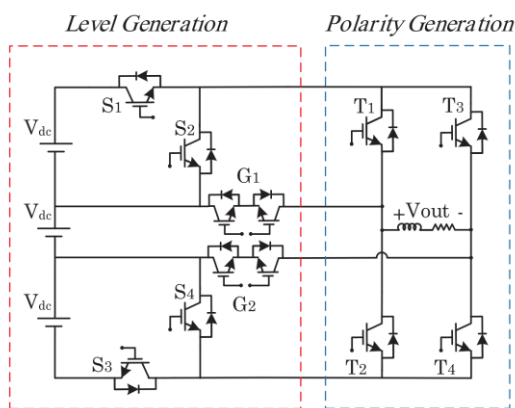 Level Generation
Polarity Generation
S1
T1
T3
Vdc
S2
G1
Vdc
+Vout -
G2
Vdc
S4
S3
T2
T4